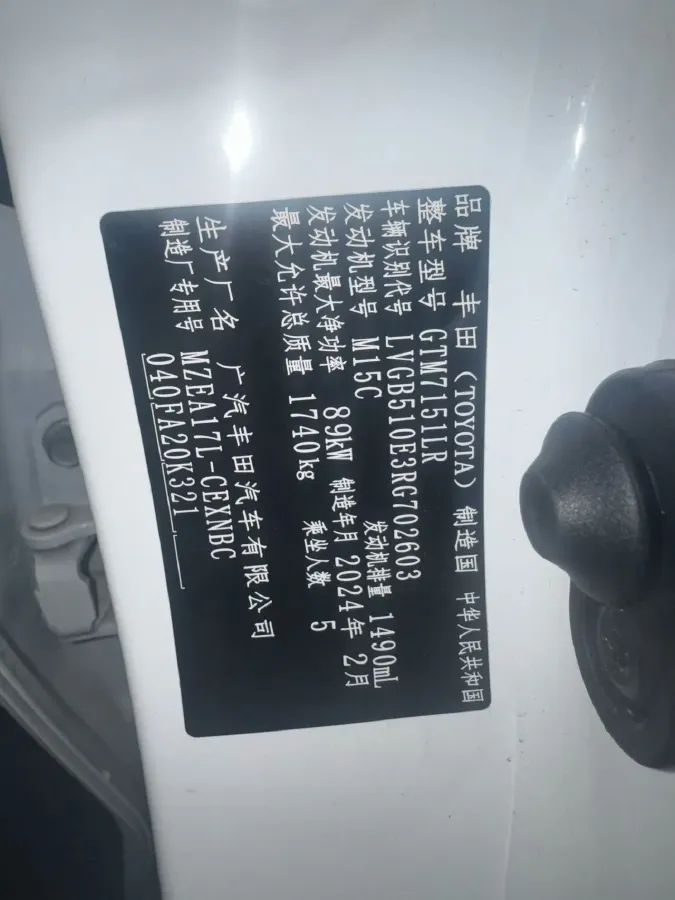 品牌 丰田（TOYOTA） 制造国 中华人民共和国
整车型号 GTM7151LR
车辆识别代号 LVGB510E3RG702603
发动机型号 M15C 发动机排量 1490mL
发动机最大净功率 89kW 制造年月 2024年 2月
最大允许总质量 1740kg 乘坐人数 5
生产厂名 广汽丰田汽车有限公司
制造厂专用号 MZEA17L-CEXNBC
040FA20K321